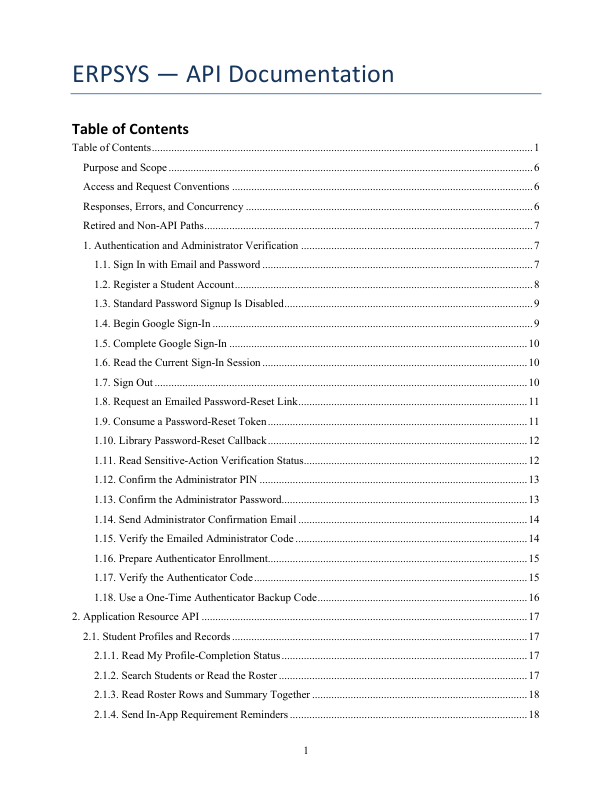 ERPSYS — API Documentation
Table of Contents
Table of Contents 1
Purpose and Scope 6
Access and Request Conventions 6
Responses, Errors, and Concurrency 6
Retired and Non-API Paths 7
1. Authentication and Administrator Verification 7
1.1. Sign In with Email and Password 7
1.2. Register a Student Account 8
1.3. Standard Password Signup Is Disabled 9
1.4. Begin Google Sign-In 9
1.5. Complete Google Sign-In 10
1.6. Read the Current Sign-In Session 10
1.7. Sign Out 10
1.8. Request an Emailed Password-Reset Link 11
1.9. Consume a Password-Reset Token 11
1.10. Library Password-Reset Callback 12
1.11. Read Sensitive-Action Verification Status 12
1.12. Confirm the Administrator PIN 13
1.13. Confirm the Administrator Password 13
1.14. Send Administrator Confirmation Email 14
1.15. Verify the Emailed Administrator Code 14
1.16. Prepare Authenticator Enrollment 15
1.17. Verify the Authenticator Code 15
1.18. Use a One-Time Authenticator Backup Code 16
2. Application Resource API 17
2.1. Student Profiles and Records 17
2.1.1. Read My Profile-Completion Status 17
2.1.2. Search Students or Read the Roster 17
2.1.3. Read Roster Rows and Summary Together 18
2.1.4. Send In-App Requirement Reminders 18
1